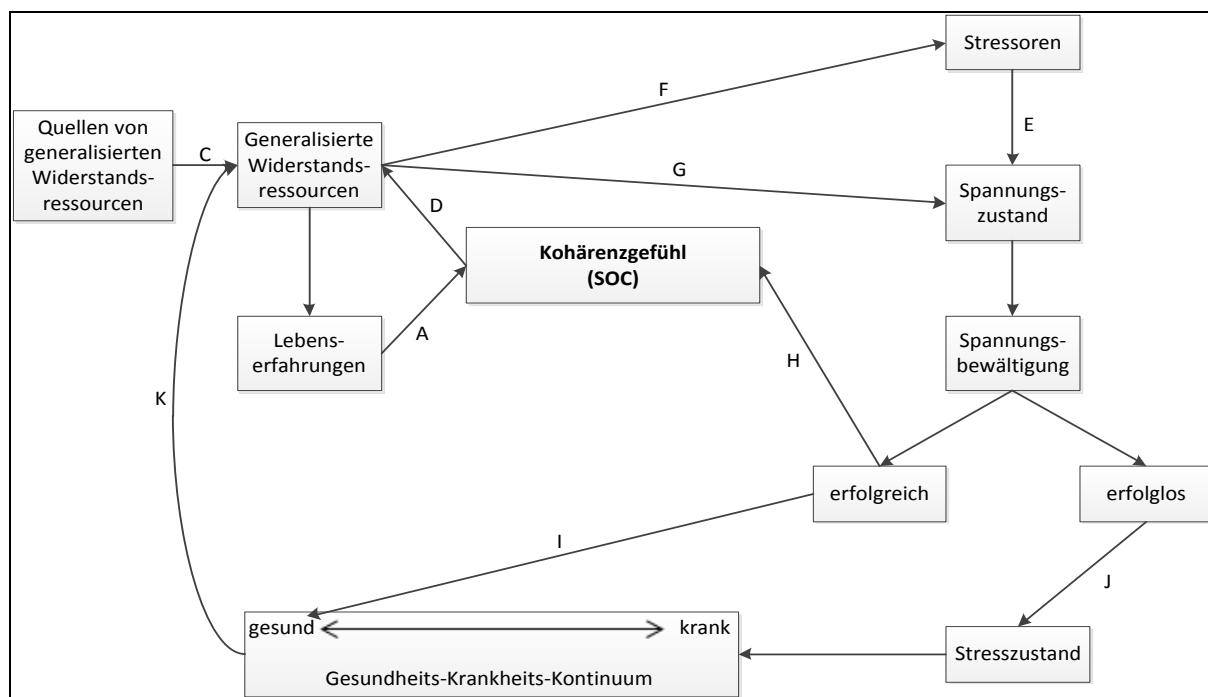 Stressoren
F
E
Quellen von
generalisierten
Widerstands-
ressourcen
C
Generalisierte
Widerstands-
ressourcen
G
Spannungs-
zustand
D
Kohärenzgefühl
(SOC)
Lebens-
erfahrungen
A
Spannungs-
bewältigung
H
K
erfolgreich
erfolglos
I
J
gesund
krank
Gesundheits-Krankheits-Kontinuum
Stresszustand